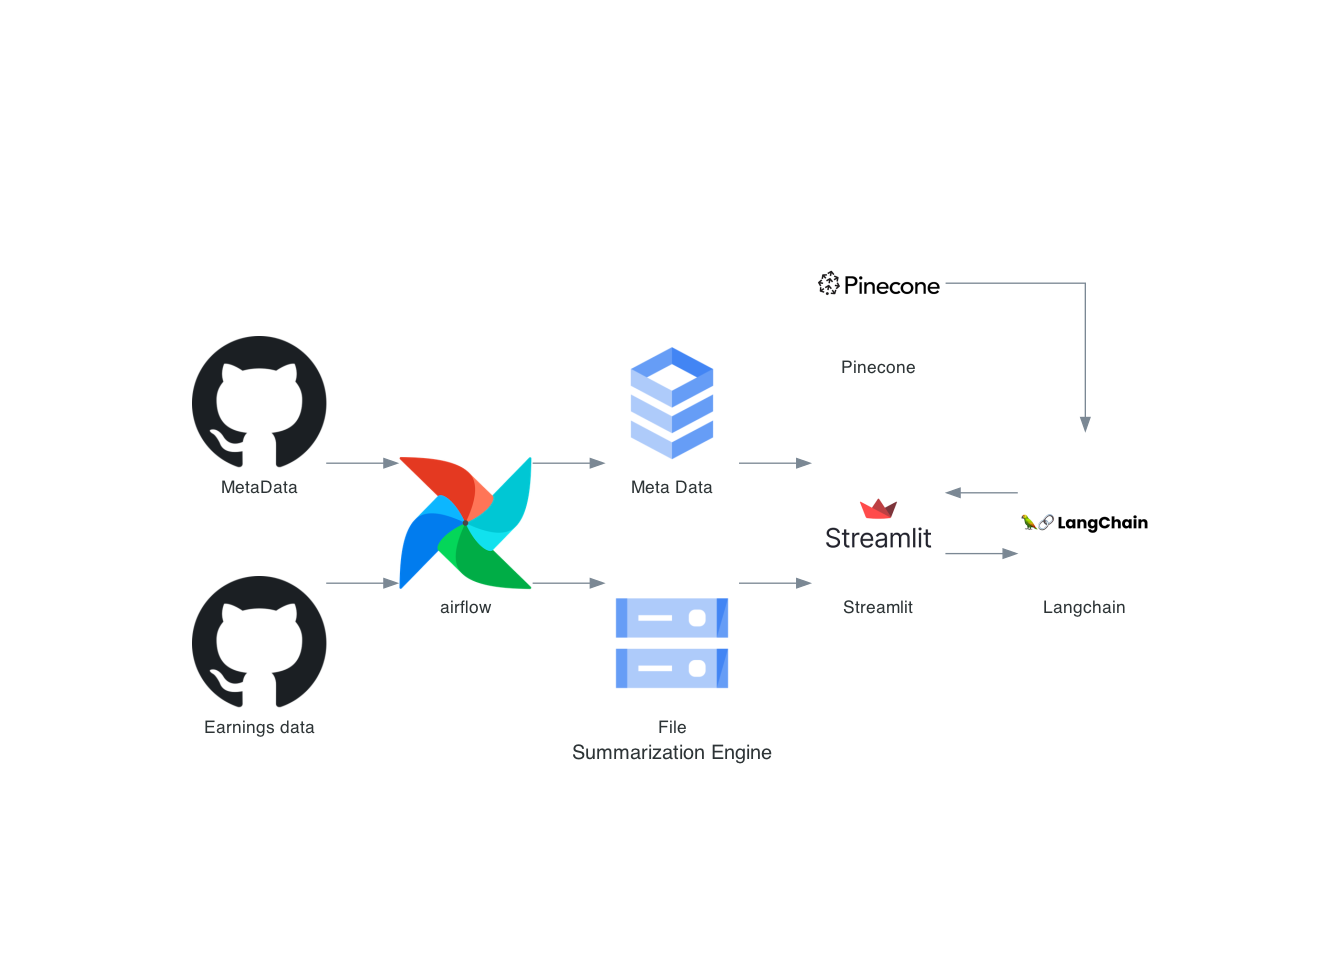 Pinecone
Pinecone
MetaData
Meta Data
LangChain
Streamlit
airflow
Streamlit
Langchain
Earnings data
File
Summarization Engine